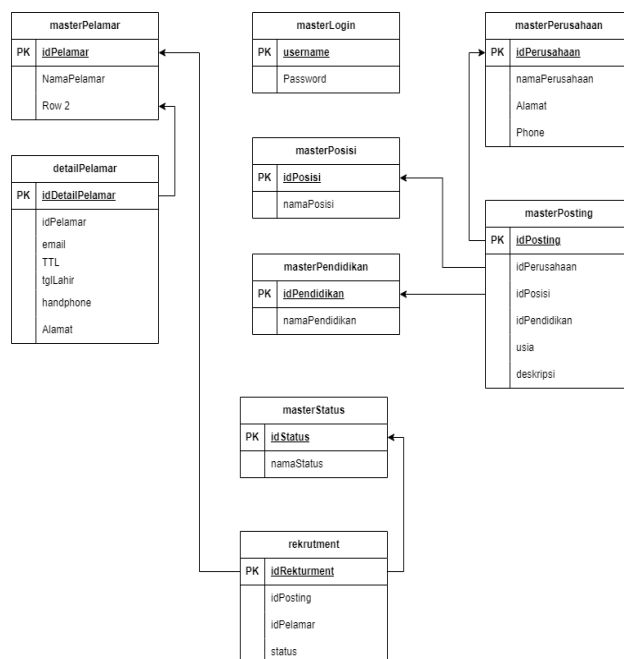 masterPelamar
PK idPelamar
NamaPelamar
Row 2
detailPelamar
PK idDetailPelamar
idPelamar
email
TTL
tglLahir
handphone
Alamat
masterLogin
PK username
Password
masterPosisi
PK idPosisi
namaPosisi
masterPendidikan
PK idPendidikan
namaPendidikan
masterPerusahaan
PK idPerusahaan
namaPerusahaan
Alamat
Phone
masterPosting
PK idPosting
idPerusahaan
idPosisi
idPendidikan
usia
deskripsi
masterStatus
PK idStatus
namaStatus
rekrutment
PK idRekturment
idPosting
idPelamar
status